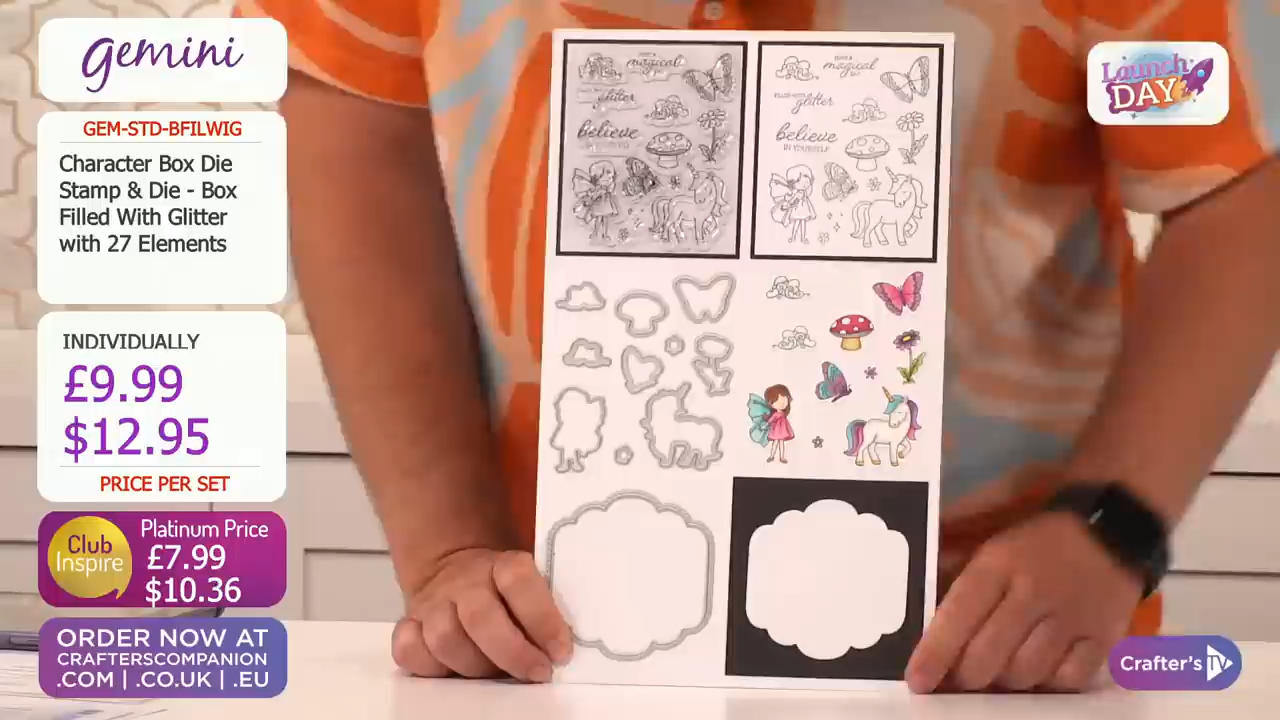 gemini
GEM-STD-BFILWIG
Character Box Die
Stamp & Die - Box
Filled With Glitter
with 27 Elements
INDIVIDUALLY
£9.99
$12.95
PRICE PER SET
Club
Inspire
Platinum Price
£7.99
$10.36
ORDER NOW AT
CRAFTERSCOMPANION
.COM | .CO.UK | .EU
magical
glitter
believe
magical
glitter
believe
IN YOURSELF
Launch
DAY
Crafter's TV